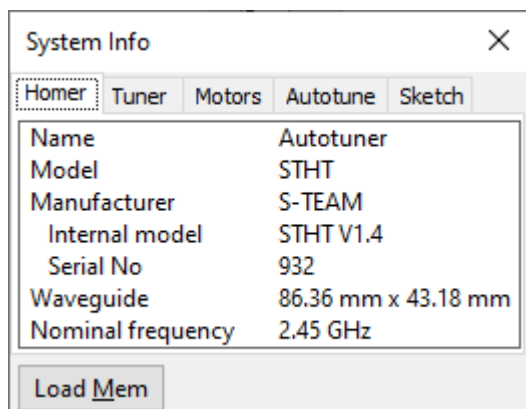 System Info
Homer Tuner Motors Autotune Sketch
Name Autotuner
Model STHT
Manufacturer S-TEAM
Internal model STHT V1.4
Serial No 932
Waveguide 86.36 mm x 43.18 mm
Nominal frequency 2.45 GHz
Load Mem